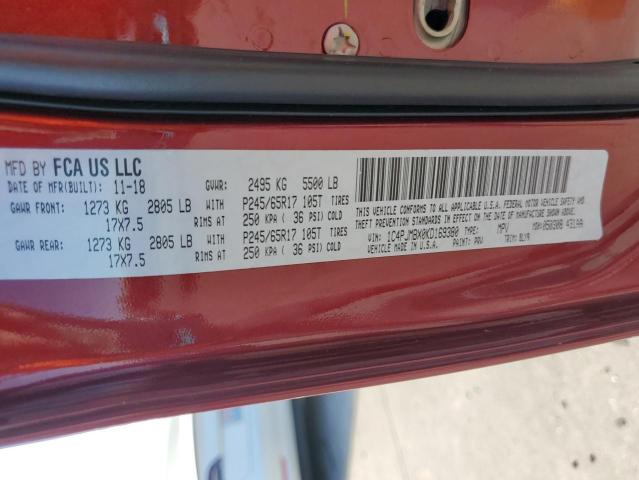 MFD BY FCA US LLC
DATE OF MFR(BUILT): 11-18 GVWR: 2495 KG 5500 LB
GAWR FRONT: 1273 KG 2805 LB WITH P245/65R17 105T TIRES
17X7.5 RIMS AT 250 KPA ( 36 PSI) COLD
GAWR REAR: 1273 KG 2805 LB WITH P245/65R17 105T TIRES
17X7.5 RIMS AT 250 KPA ( 36 PSI) COLD
THIS VEHICLE CONFORMS TO ALL APPLICABLE U.S.A. FEDERAL MOTOR VEHICLE SAFETY AND
THEFT PREVENTION STANDARDS IN EFFECT ON THE DATE OF MANUFACTURE SHOWN ABOVE.
VEHICLE MADE IN U.S.A.
VIN: 1C4PJMBX0KD169380 TYPE: MPV
PAINT: PRV TRIM: BLX9